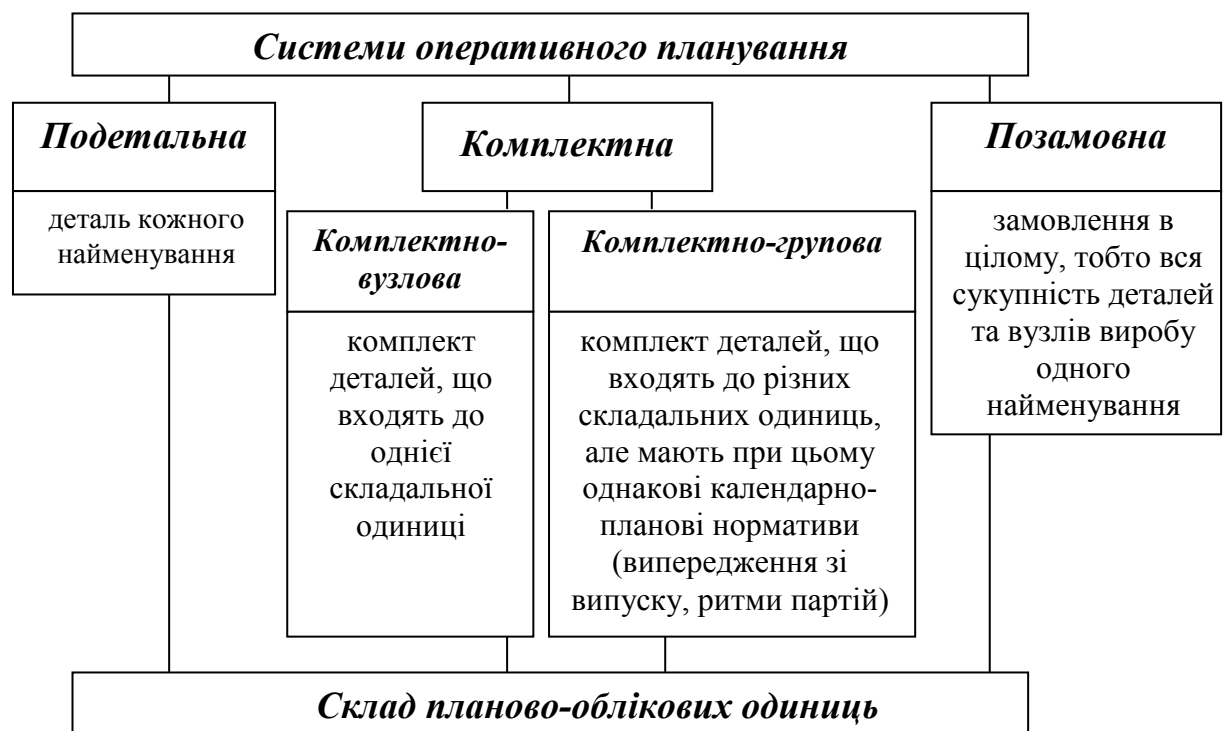 Системи оперативного планування
Подетальна
деталь кожного
найменування
Комплектна
Комплектно-
вузлова
комплект
деталей, що
входять до
однієї
складальної
одиниці
Комплектно-групова
комплект деталей, що
входять до різних
складальних одиниць,
але мають при цьому
однакові календарно-
планові нормативи
(випередження зі
випуску, ритми партій)
Позамовна
замовлення в
цілому, тобто вся
сукупність деталей
та вузлів виробу
одного
найменування
Склад планово-облікових одиниць